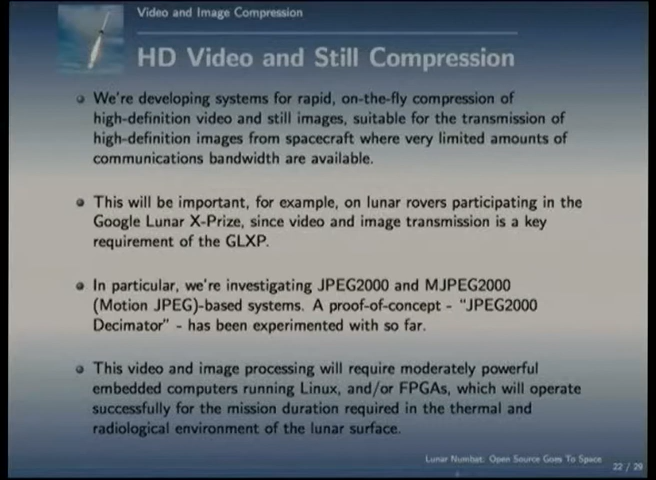 Video and Image Compression
HD Video and Still Compression
We're developing systems for rapid, on-the-fly compression of
high-definition video and still images, suitable for the transmission of
high-definition images from spacecraft where very limited amounts of
communications bandwidth are available.
This will be important, for example, on lunar rovers participating in the
Google Lunar X-Prize, since video and image transmission is a key
requirement of the GLXP.
In particular, we're investigating JPEG2000 and MJPEG2000
(Motion JPEG)-based systems. A proof-of-concept - "JPEG2000
Decimator" - has been experimented with so far.
This video and image processing will require moderately powerful
embedded computers running Linux, and/or FPGAs, which will operate
successfully for the mission duration required in the thermal and
radiological environment of the lunar surface.
Lunar Numbat: Open Source Goes To Space
22 / 29